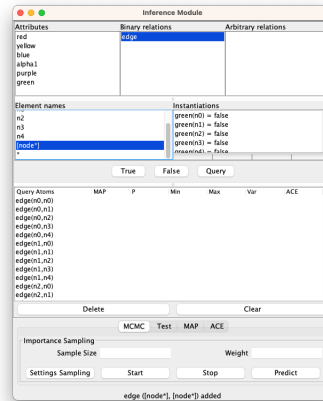 Inference Module
Attributes Binary relations Arbitrary relations
red edge
yellow
blue
alpha1
purple
green
Element names Instantiations
green(n0) = false
n2 green(n1) = false
n3 green(n2) = false
n4 green(n3) = false
[node*] green(n4) = false
*
True False Query
Query Atoms MAP P Min Max Var ACE
edge(n0,n0)
edge(n0,n1)
edge(n0,n2)
edge(n0,n3)
edge(n0,n4)
edge(n1,n0)
edge(n1,n1)
edge(n1,n2)
edge(n1,n3)
edge(n1,n4)
edge(n2,n0)
edge(n2,n1)
Delete Clear
MCMC Test MAP ACE
Importance Sampling
Sample Size Weight
Settings Sampling Start Stop Predict
edge ([node*], [node*]) added